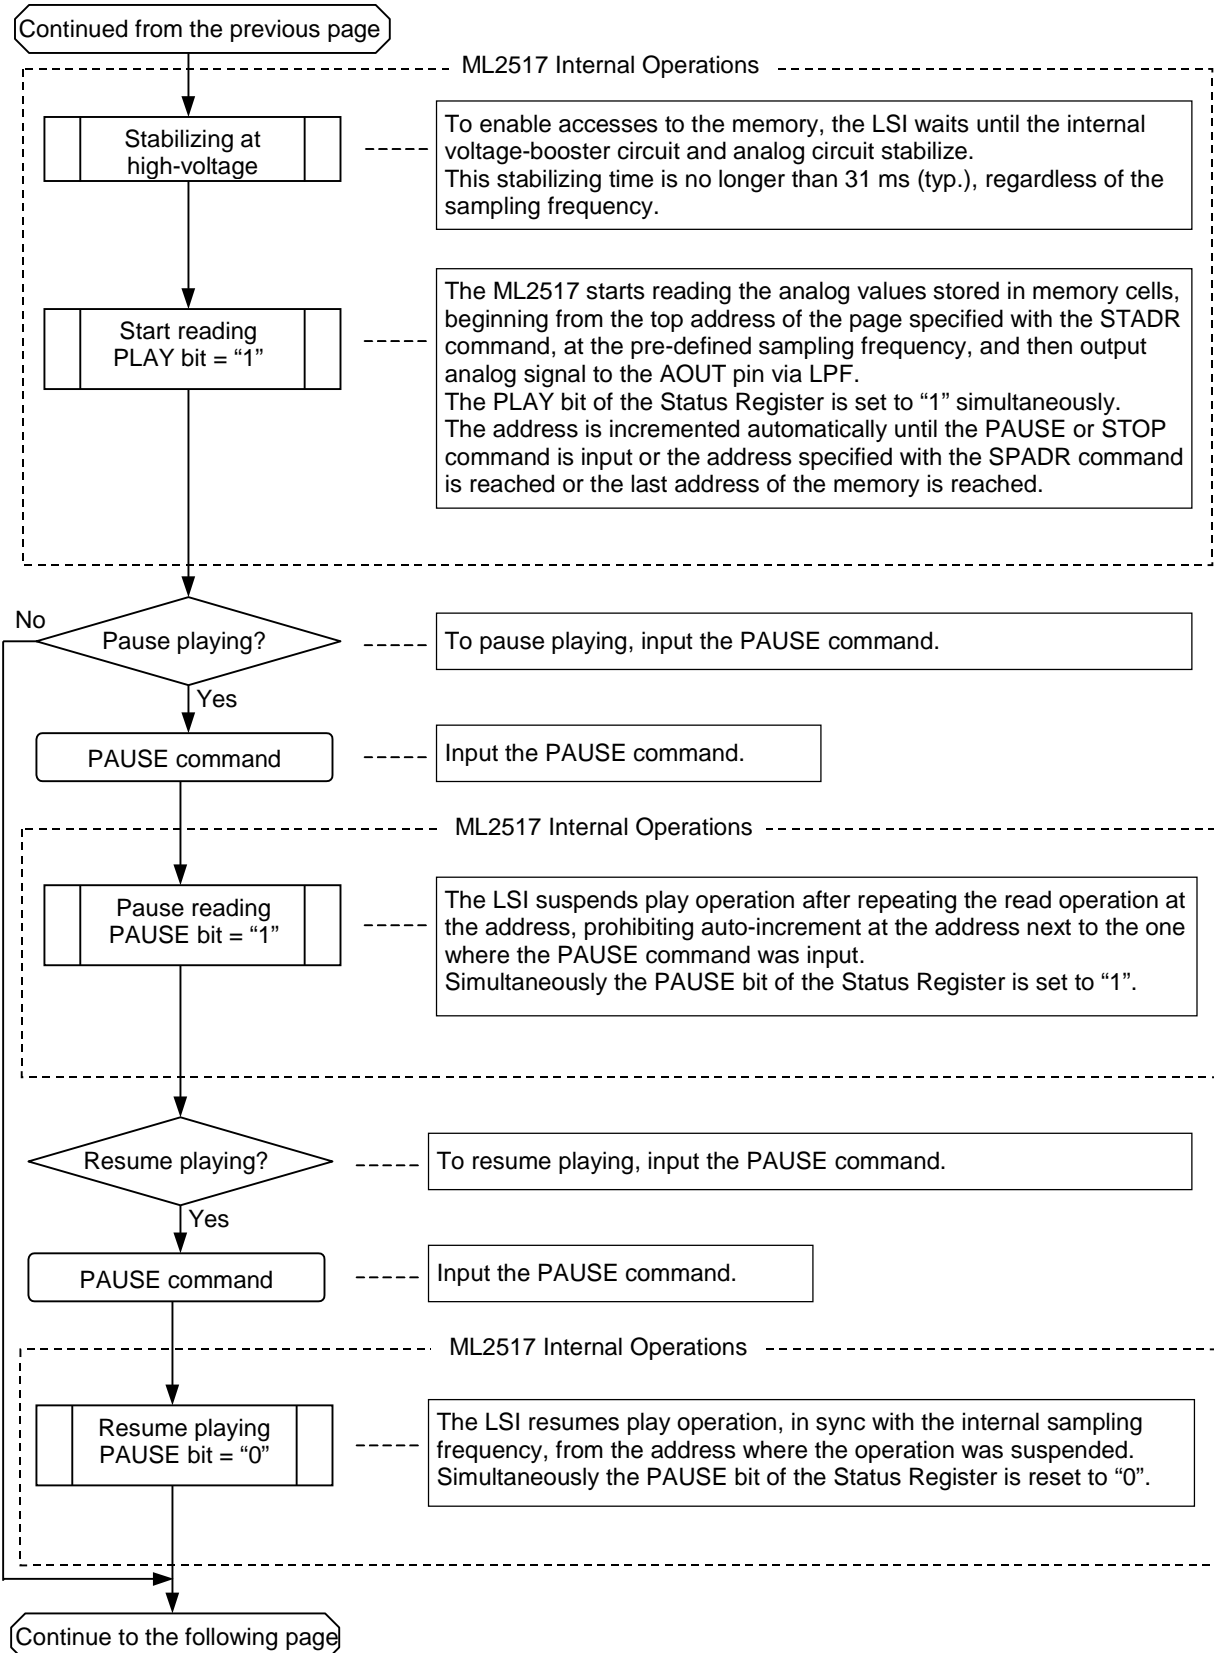 Continued from the previous page
ML2517 Internal Operations
Stabilizing at
high-voltage
To enable accesses to the memory, the LSI waits until the internal
voltage-booster circuit and analog circuit stabilize.
This stabilizing time is no longer than 31 ms (typ.), regardless of the
sampling frequency.
Start reading
PLAY bit = “1”
The ML2517 starts reading the analog values stored in memory cells,
beginning from the top address of the page specified with the STADR
command, at the pre-defined sampling frequency, and then output
analog signal to the AOUT pin via LPF.
The PLAY bit of the Status Register is set to “1” simultaneously.
The address is incremented automatically until the PAUSE or STOP
command is input or the address specified with the SPADR command
is reached or the last address of the memory is reached.
No
Pause playing?
To pause playing, input the PAUSE command.
Yes
PAUSE command
Input the PAUSE command.
ML2517 Internal Operations
Pause reading
PAUSE bit = “1”
The LSI suspends play operation after repeating the read operation at
the address, prohibiting auto-increment at the address next to the one
where the PAUSE command was input.
Simultaneously the PAUSE bit of the Status Register is set to “1”.
Resume playing?
To resume playing, input the PAUSE command.
Yes
PAUSE command
Input the PAUSE command.
ML2517 Internal Operations
Resume playing
PAUSE bit = “0”
The LSI resumes play operation, in sync with the internal sampling
frequency, from the address where the operation was suspended.
Simultaneously the PAUSE bit of the Status Register is reset to “0”.
Continue to the following page